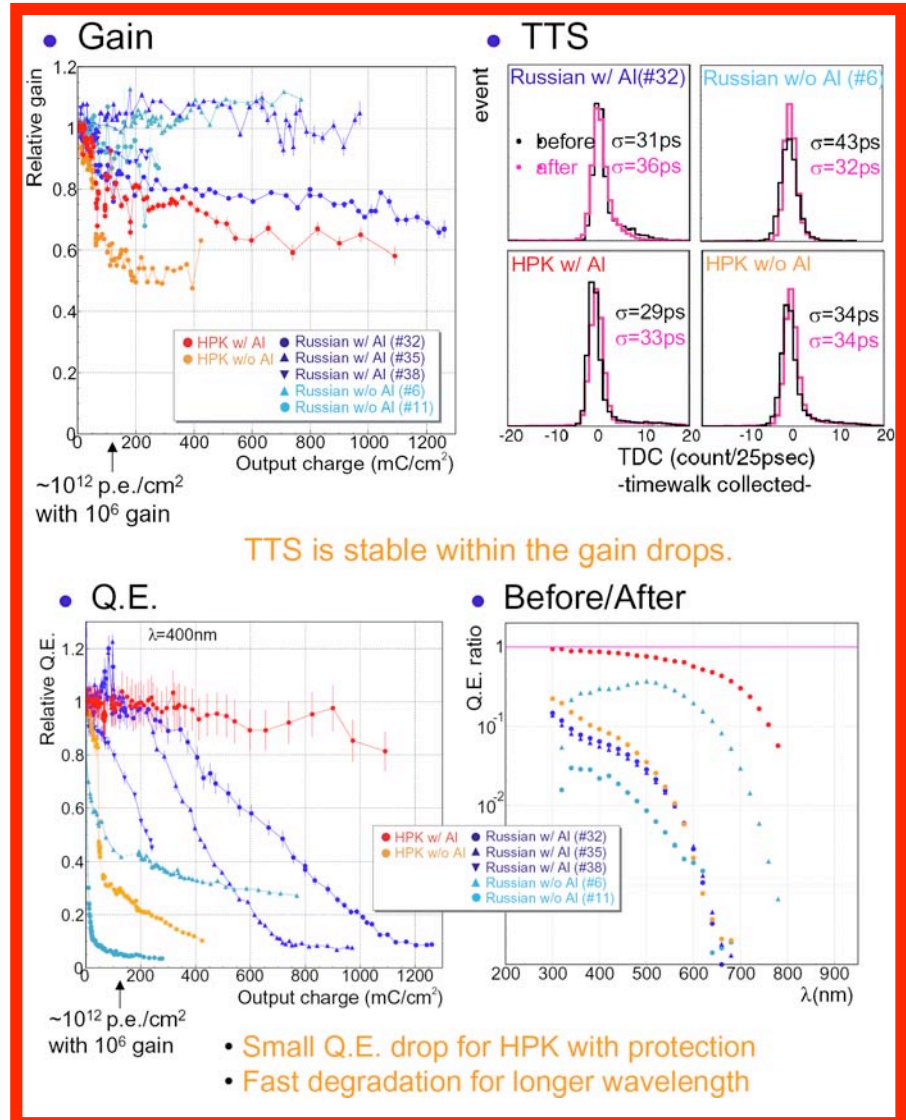 • Gain
1.2
1
0.8
0.6
0.4
0.2
0
Relative gain
• HPK w/ Al
• HPK w/o Al
• Russian w/ Al (#32)
▲ Russian w/ Al (#35)
▼ Russian w/ Al (#38)
▲ Russian w/o Al (#6)
• Russian w/o Al (#11)
0 200 400 600 800 1000 1200
Output charge (mC/cm²)
~10¹² p.e./cm²
with 10⁶ gain
• TTS
event
Russian w/ Al(#32)
• before σ=31ps
• after σ=36ps
Russian w/o Al (#6)
σ=43ps
σ=32ps
HPK w/ Al
σ=29ps
σ=33ps
HPK w/o Al
σ=34ps
σ=34ps
-20 -10 0 10 20
-10 0 10 20
TDC (count/25psec)
-timewalk collected-
TTS is stable within the gain drops.
• Q.E.
λ=400nm
1.2
1
0.8
0.6
0.4
0.2
0
Relative Q.E.
0 200 400 600 800 1000 1200
Output charge (mC/cm²)
~10¹² p.e./cm²
with 10⁶ gain
• HPK w/ Al
• HPK w/o Al
• Russian w/ Al (#32)
▲ Russian w/ Al (#35)
▼ Russian w/ Al (#38)
▲ Russian w/o Al (#6)
• Russian w/o Al (#11)
• Before/After
Q.E. ratio
1
10⁻¹
10⁻²
200 300 400 500 600 700 800 900
λ(nm)
• Small Q.E. drop for HPK with protection
• Fast degradation for longer wavelength